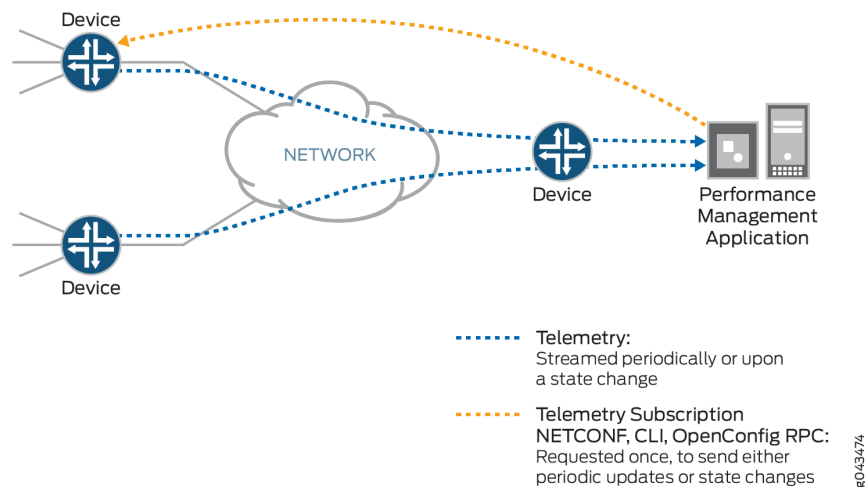 Device
NETWORK
Device
Performance
Management
Application
Device
Telemetry:
Streamed periodically or upon
a state change
Telemetry Subscription
NETCONF, CLI, OpenConfig RPC:
Requested once, to send either
periodic updates or state changes
g043474